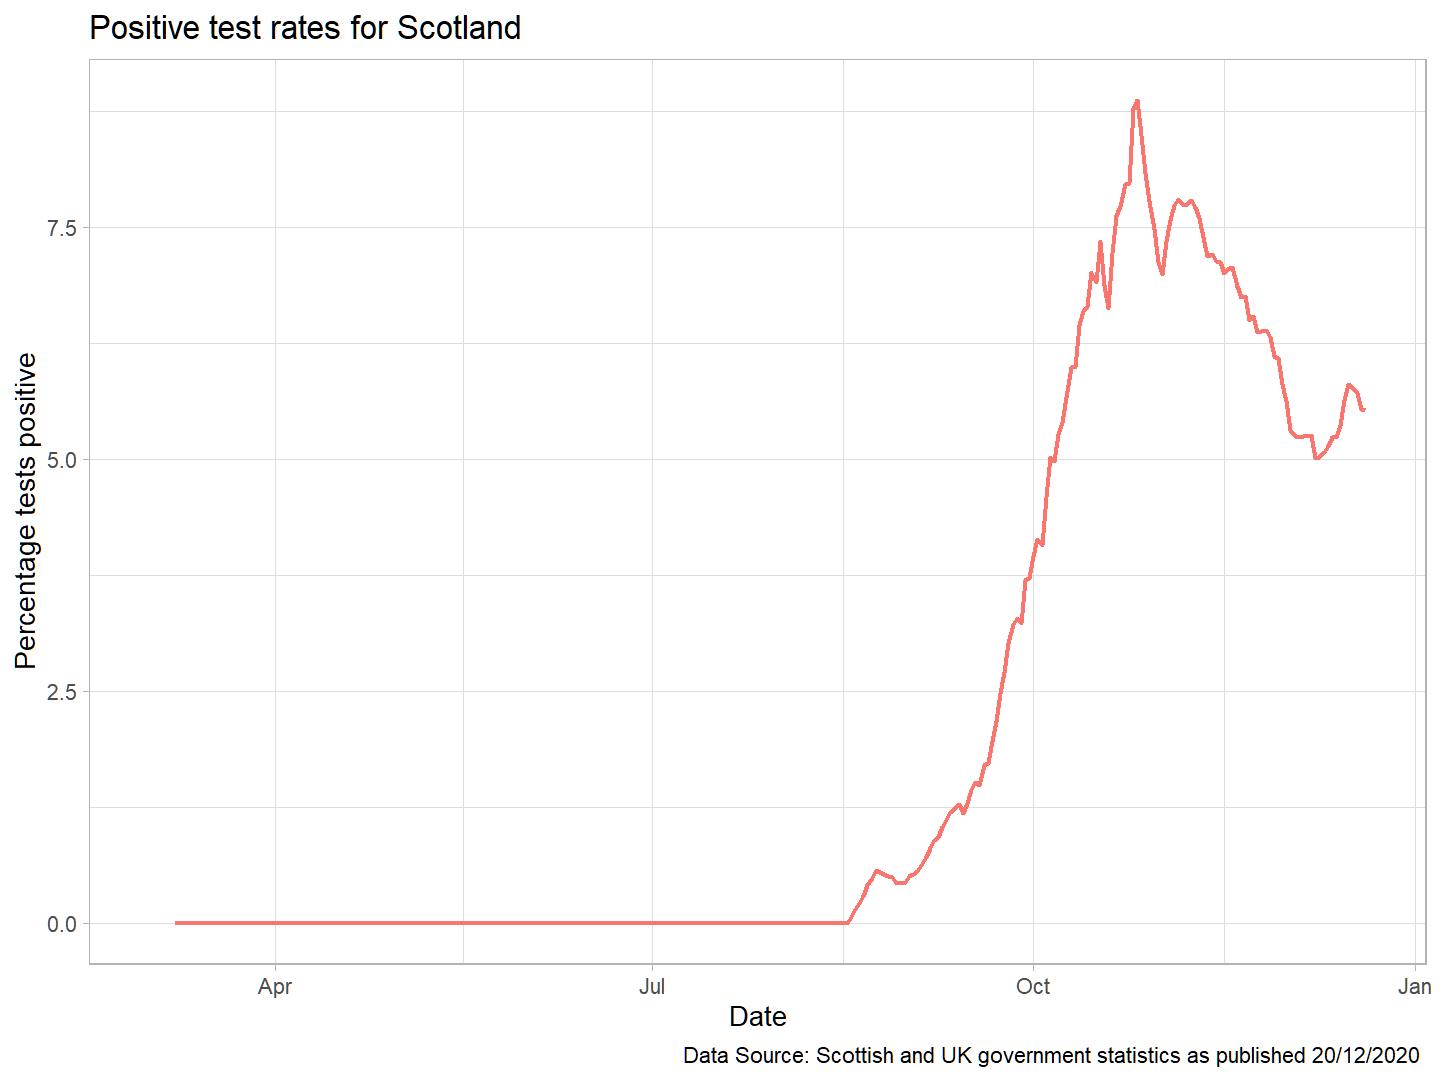 Positive test rates for Scotland
Percentage tests positive
7.5
5.0
2.5
0.0
Apr
Jul
Oct
Jan
Date
Data Source: Scottish and UK government statistics as published 20/12/2020